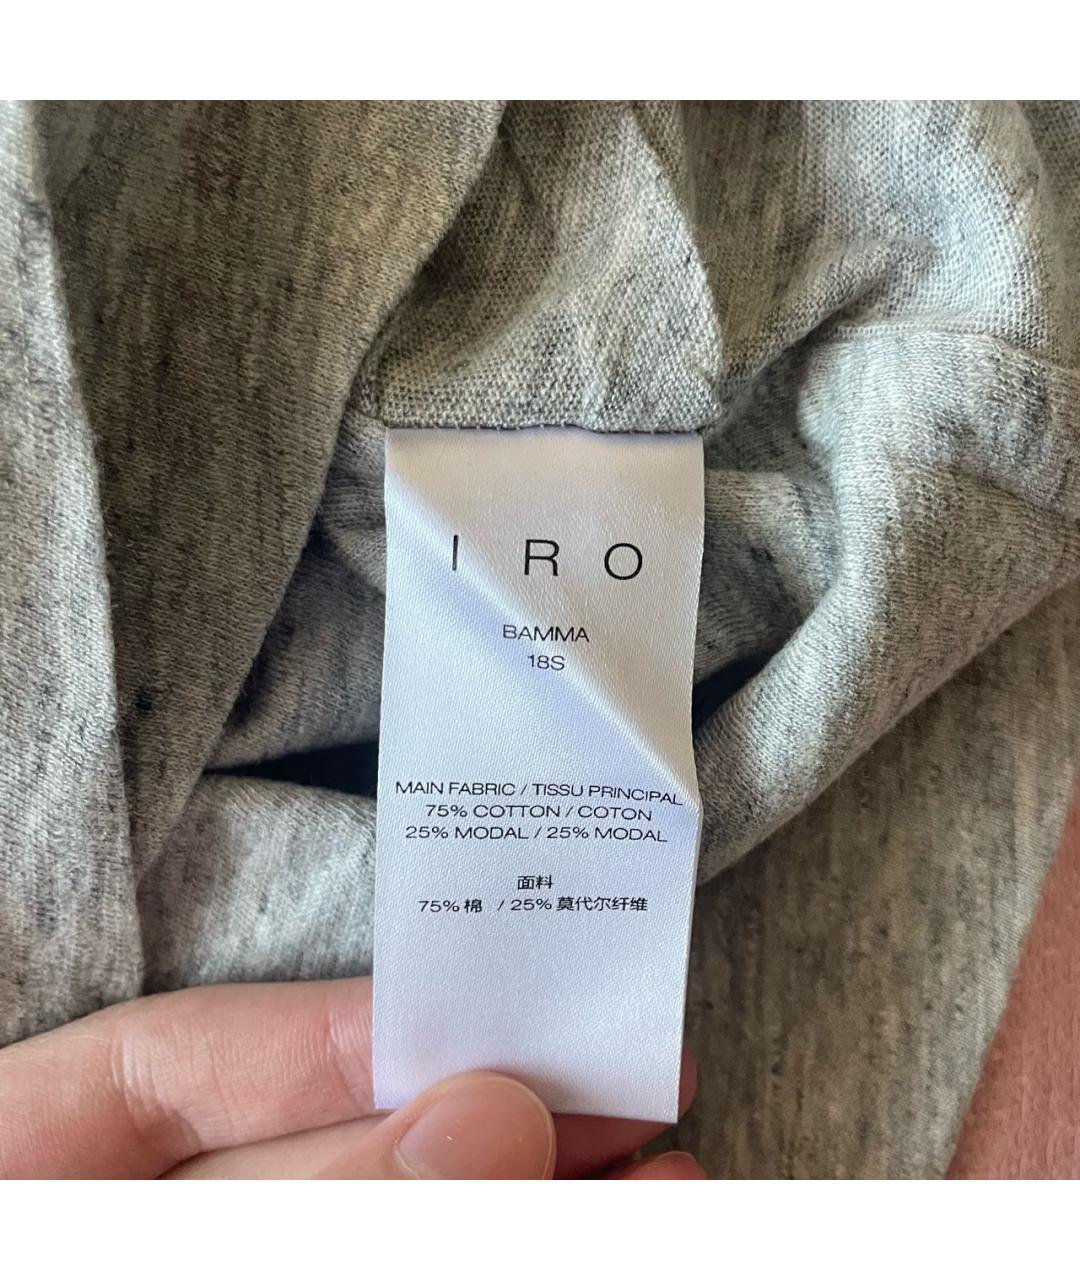 IRO
BAMMA
18S
MAIN FABRIC / TISSU PRINCIPAL
75% COTTON / COTON
25% MODAL / 25% MODAL
面料
75% 棉 / 25% 莫代尔纤维